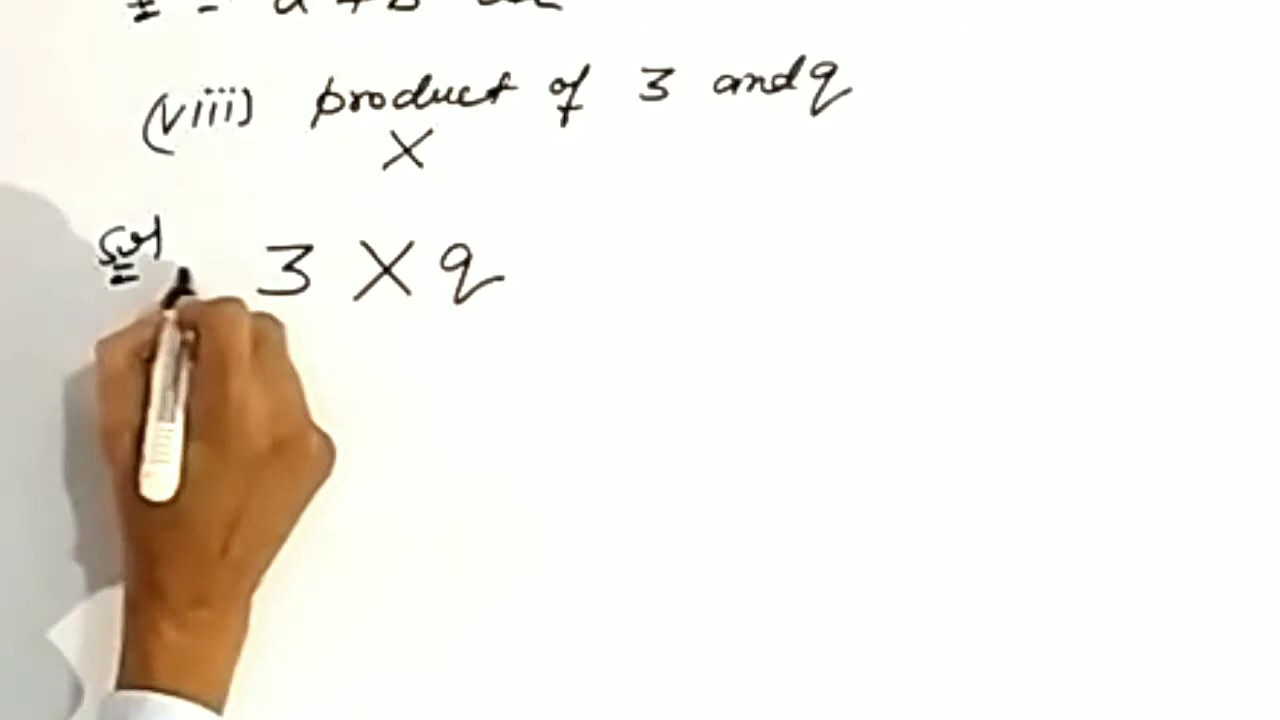 (viii) product of 3 and q
X
Sol 3 X q